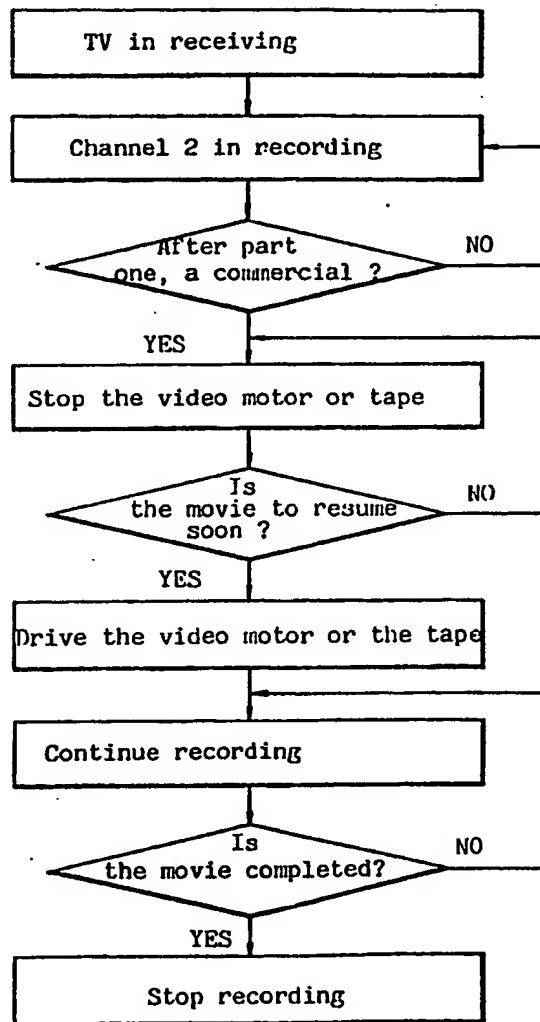 TV in receiving
Channel 2 in recording
After part
one, a commercial ?
NO
YES
Stop the video motor or tape
Is
the movie to resume
soon ?
NO
YES
Drive the video motor or the tape
Continue recording
Is
the movie completed?
NO
YES
Stop recording